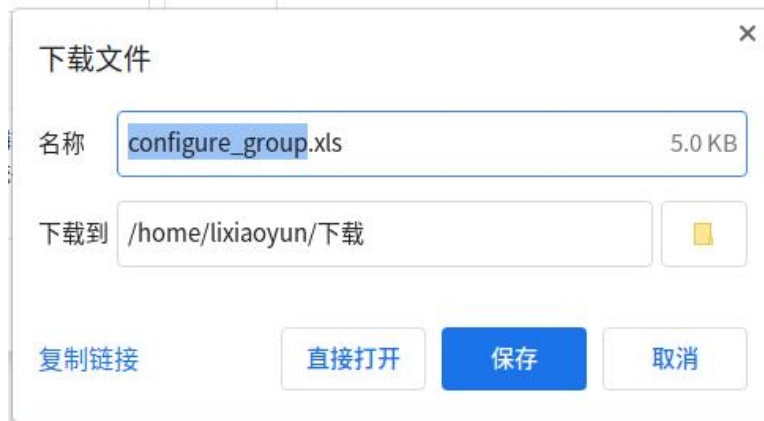 下载文件
名称 configure_group.xls 5.0 KB
下载到 /home/lixiaoyun/下载
复制链接 直接打开 保存 取消